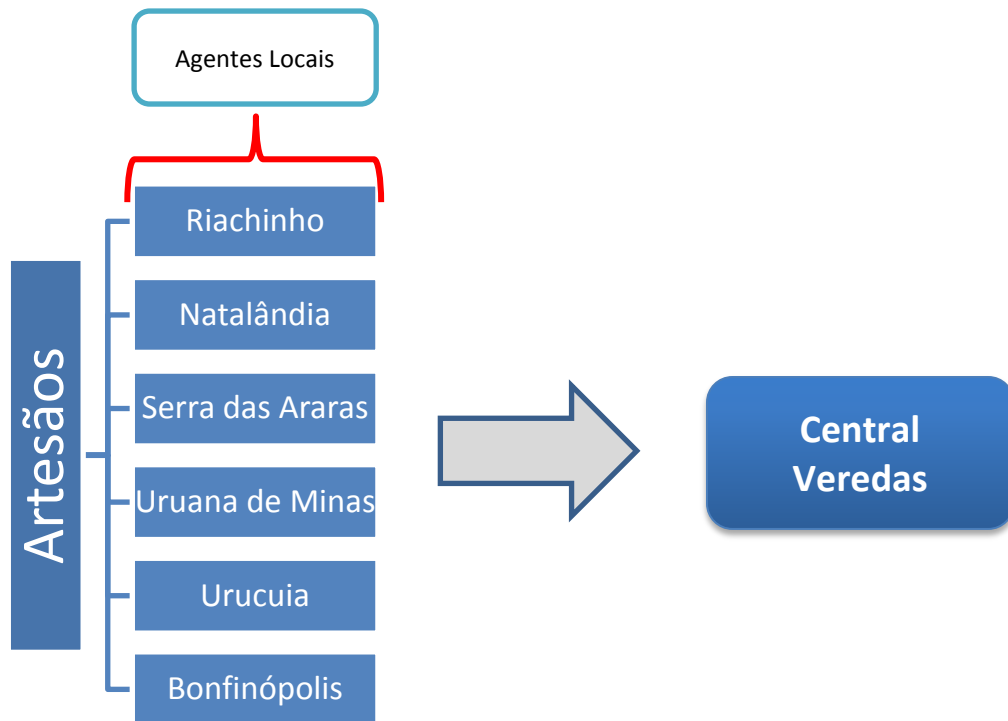 Agentes Locais
Artesãos
Riachinho
Natalândia
Serra das Araras
Uruana de Minas
Urucuia
Bonfinópolis
Central
Veredas